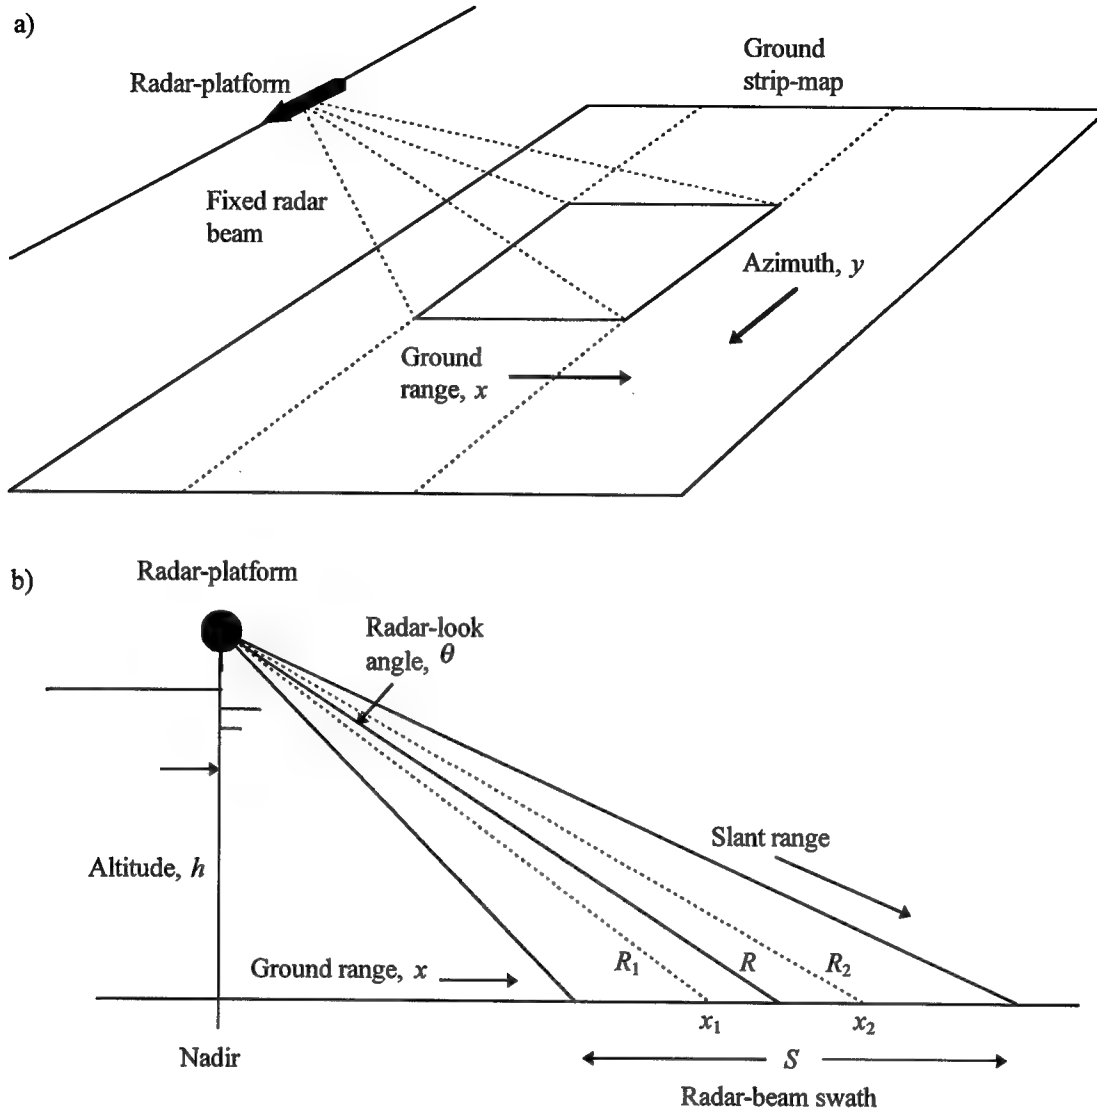 a)
Radar-platform
Ground
strip-map
Fixed radar
beam
Azimuth, y
Ground
range, x
b)
Radar-platform
Radar-look
angle, θ
Slant range
Altitude, h
Ground range, x
R1
R
R2
x1
x2
Nadir
S
Radar-beam swath